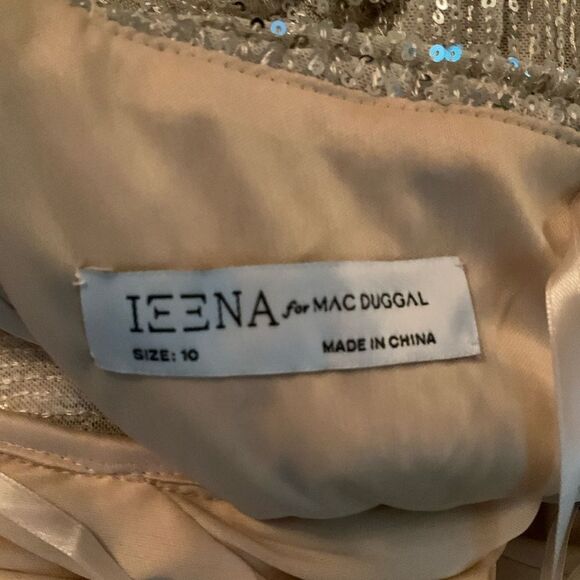 IEENA for MAC DUGGAL
SIZE: 10 MADE IN CHINA